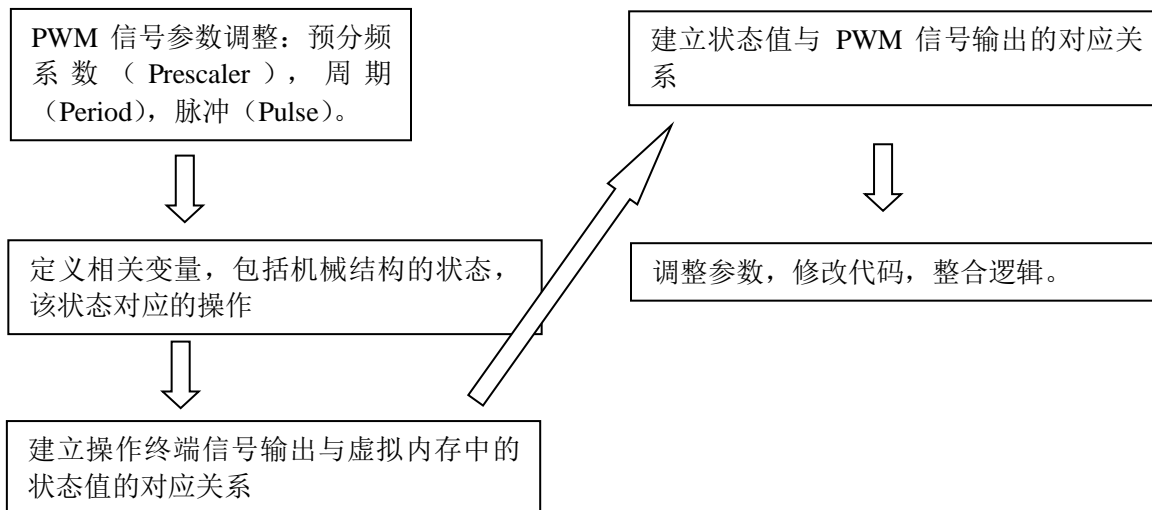 PWM 信号参数调整：预分频
系数（Prescaler），周期
（Period），脉冲（Pulse）。
定义相关变量，包括机械结构的状态，
该状态对应的操作
建立操作终端信号输出与虚拟内存中的
状态值的对应关系
建立状态值与 PWM 信号输出的对应关
系
调整参数，修改代码，整合逻辑。